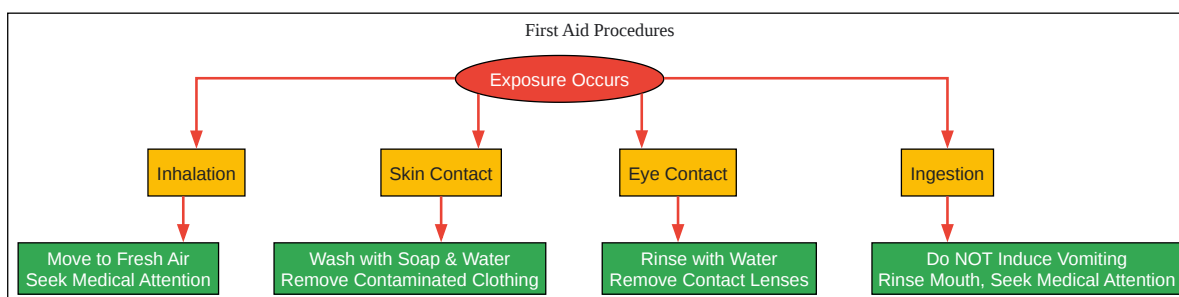 First Aid Procedures
Exposure Occurs
Inhalation
Skin Contact
Eye Contact
Ingestion
Move to Fresh Air
Seek Medical Attention
Wash with Soap & Water
Remove Contaminated Clothing
Rinse with Water
Remove Contact Lenses
Do NOT Induce Vomiting
Rinse Mouth, Seek Medical Attention